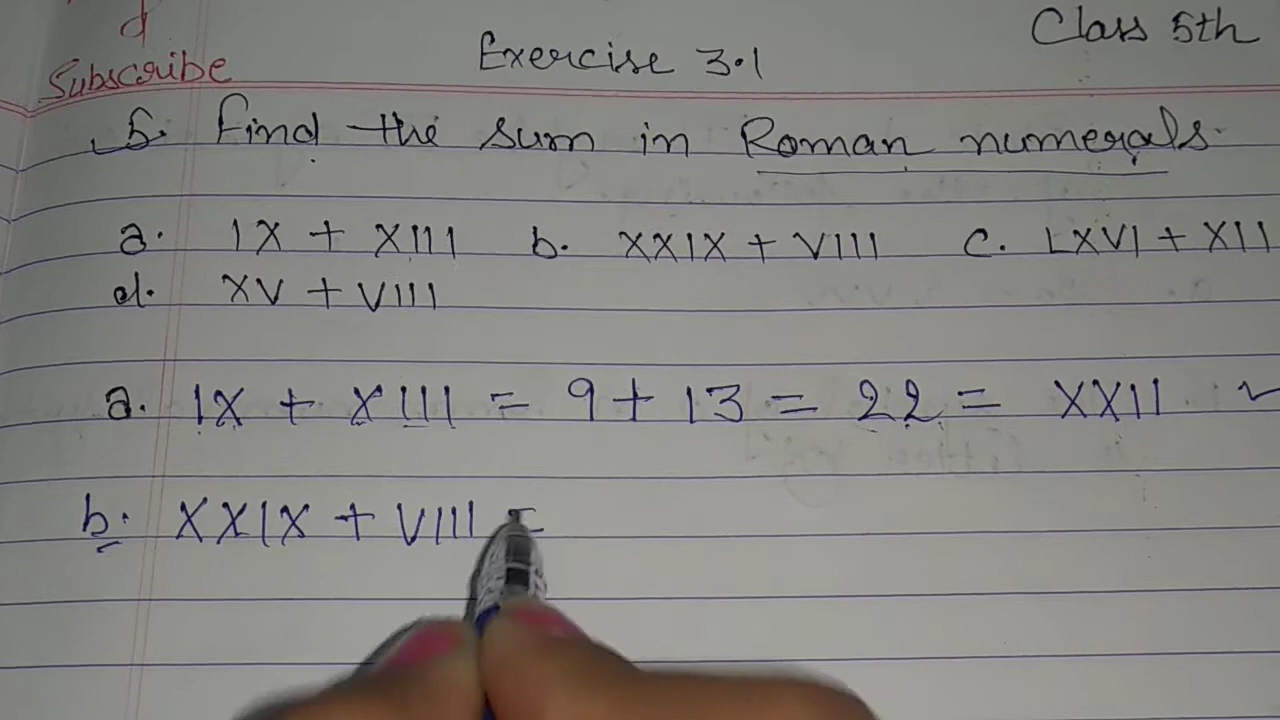 d
Class 5th
Subscribe
Exercise 3.1
5. Find the sum in Roman numerals.
a. IX + XIII b. XXIX + VIII c. LXVI + XII
d. XV + VIII
a. IX + XIII = 9 + 13 = 22 = XXII
b. XXIX + VIII =